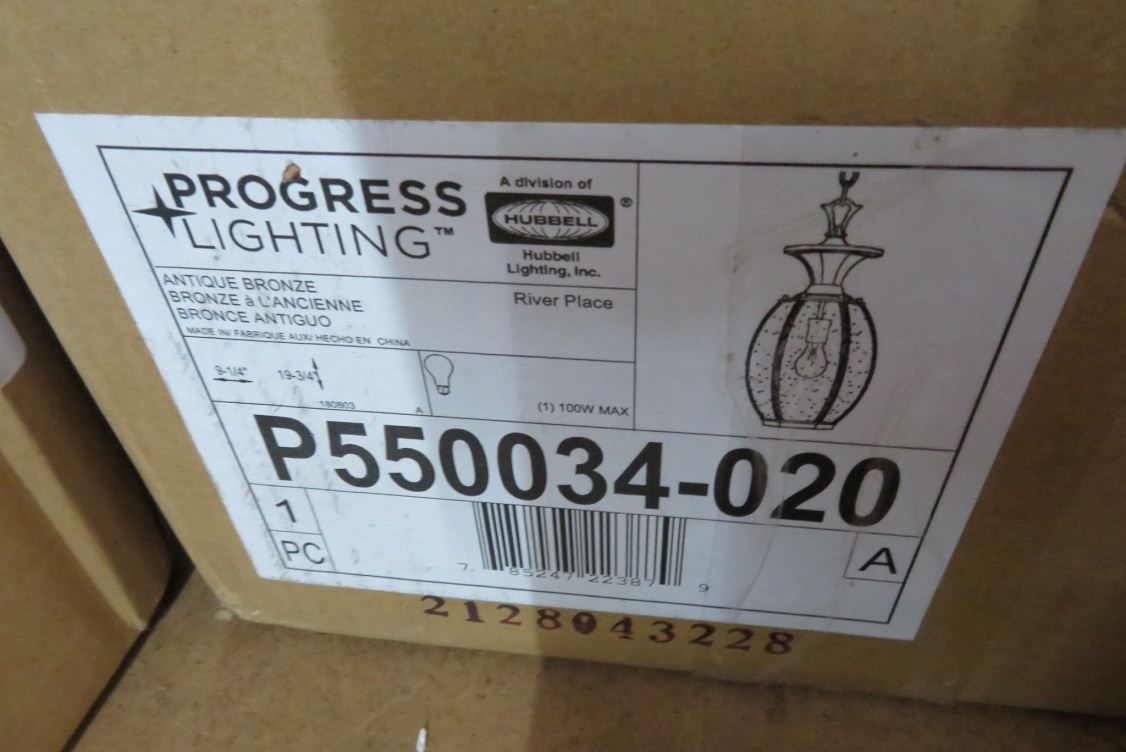 PROGRESS
LIGHTING™
A division of
HUBBELL®
Hubbell
Lighting, Inc.
ANTIQUE BRONZE
BRONZE à L'ANCIENNE
BRONCE ANTIGUO
MADE IN/ FABRIQUE AUX/ HECHO EN CHINA
River Place
9-1/4"
19-3/4"
180803
A
(1) 100W MAX
P550034-020
1
PC
7 85247 22387 9
A
2128043228